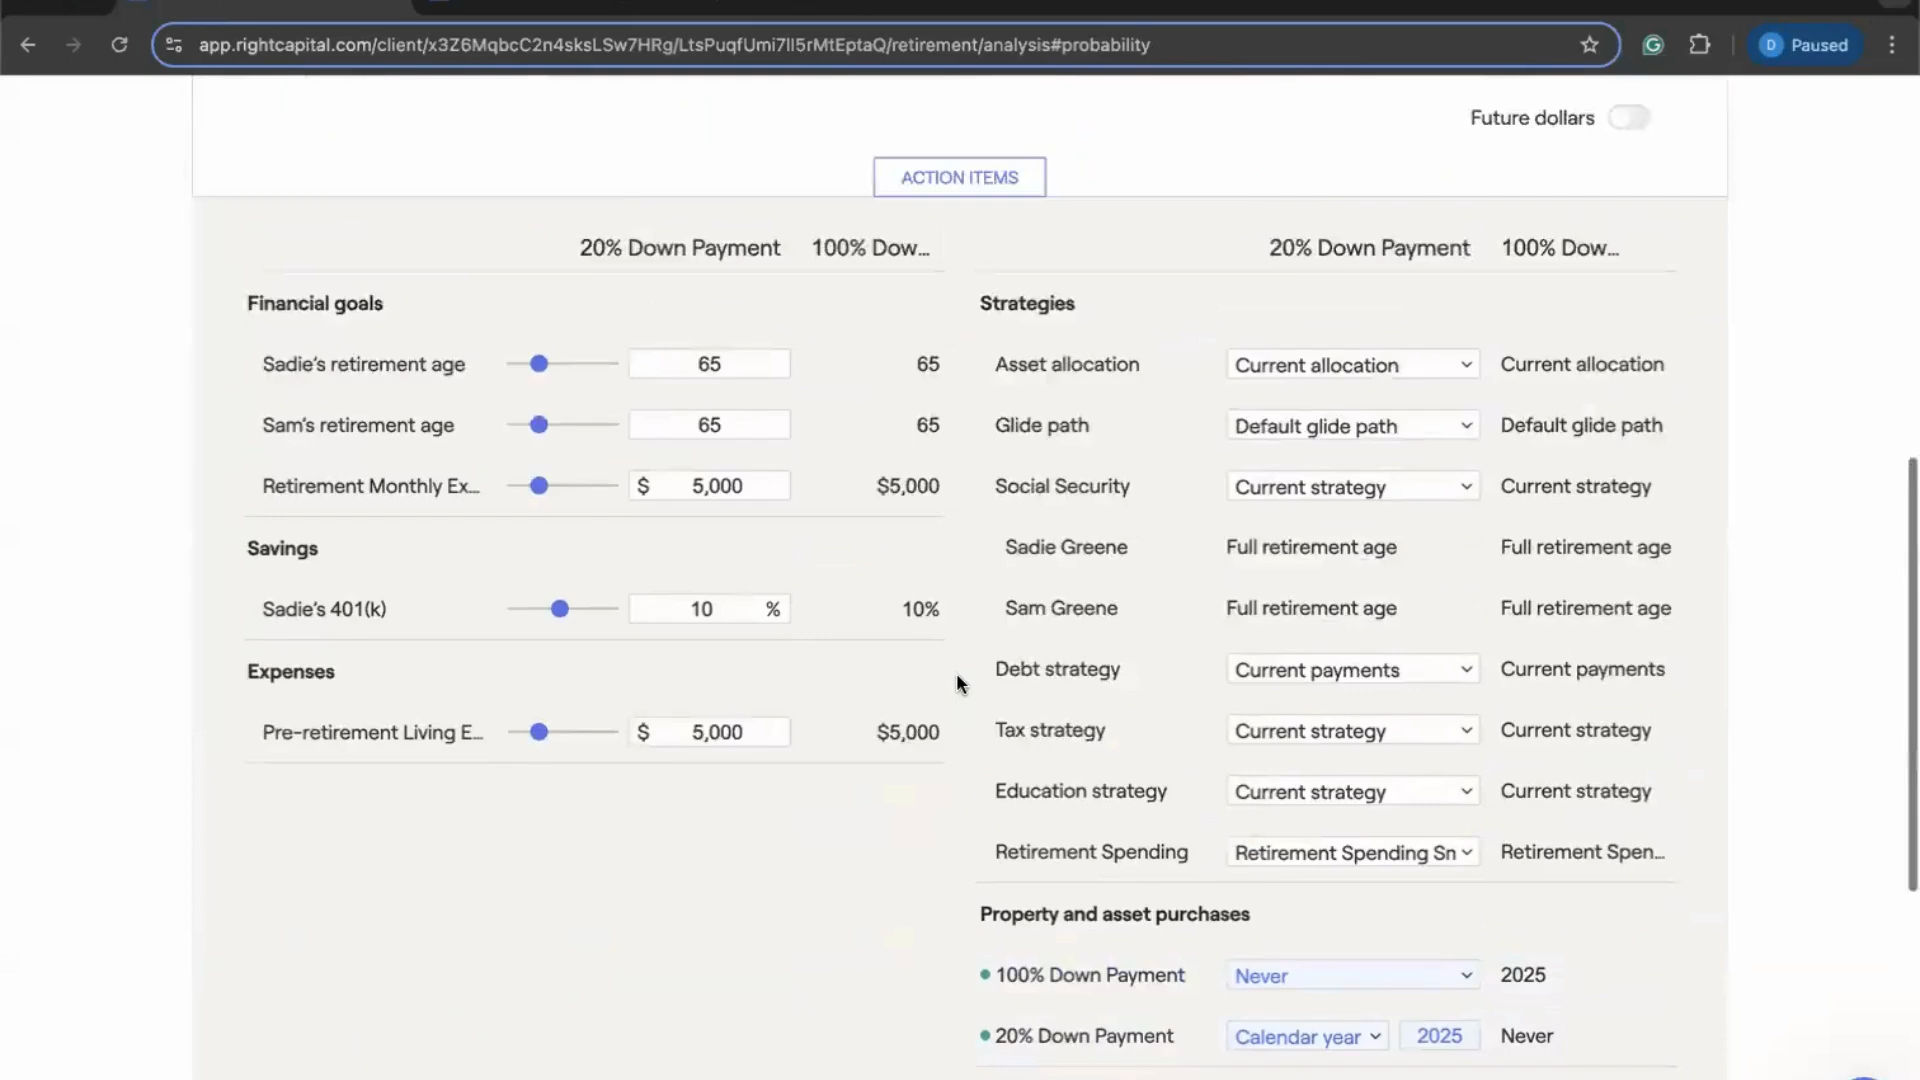 app.rightcapital.com/client/x3Z6MqbcC2n4sksLSw7HRg/LtsPuqfUmi7lI5rMtEptaQ/retirement/analysis#probability
D Paused
Future dollars
ACTION ITEMS
20% Down Payment 100% Dow...
Financial goals
Sadie's retirement age 65 65
Sam's retirement age 65 65
Retirement Monthly Ex... $ 5,000 $5,000
Savings
Sadie's 401(k) 10 % 10%
Expenses
Pre-retirement Living E... $ 5,000 $5,000
20% Down Payment 100% Dow...
Strategies
Asset allocation Current allocation Current allocation
Glide path Default glide path Default glide path
Social Security Current strategy Current strategy
Sadie Greene Full retirement age Full retirement age
Sam Greene Full retirement age Full retirement age
Debt strategy Current payments Current payments
Tax strategy Current strategy Current strategy
Education strategy Current strategy Current strategy
Retirement Spending Retirement Spending Sn Retirement Spen...
Property and asset purchases
100% Down Payment Never 2025
20% Down Payment Calendar year 2025 Never